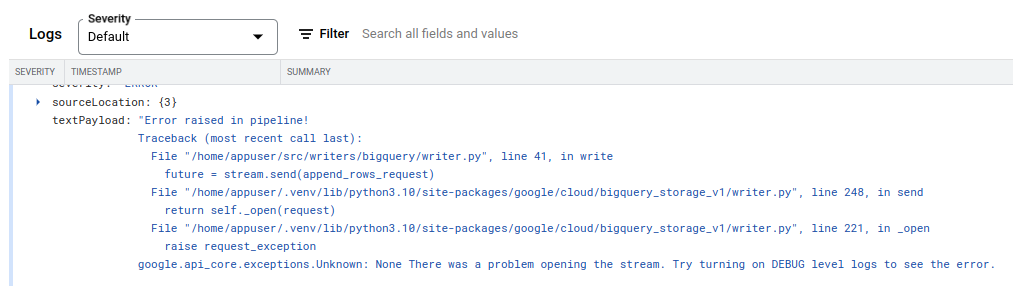 Severity
Logs
Default
Filter
Search all fields and values
SEVERITY
TIMESTAMP
SUMMARY
severity: "ERROR"
sourceLocation: {3}
textPayload: "Error raised in pipeline!
Traceback (most recent call last):
File "/home/appuser/src/writers/bigquery/writer.py", line 41, in write
future = stream.send(append_rows_request)
File "/home/appuser/.venv/lib/python3.10/site-packages/google/cloud/bigquery_storage_v1/writer.py", line 248, in send
return self._open(request)
File "/home/appuser/.venv/lib/python3.10/site-packages/google/cloud/bigquery_storage_v1/writer.py", line 221, in _open
raise request_exception
google.api_core.exceptions.Unknown: None There was a problem opening the stream. Try turning on DEBUG level logs to see the error.